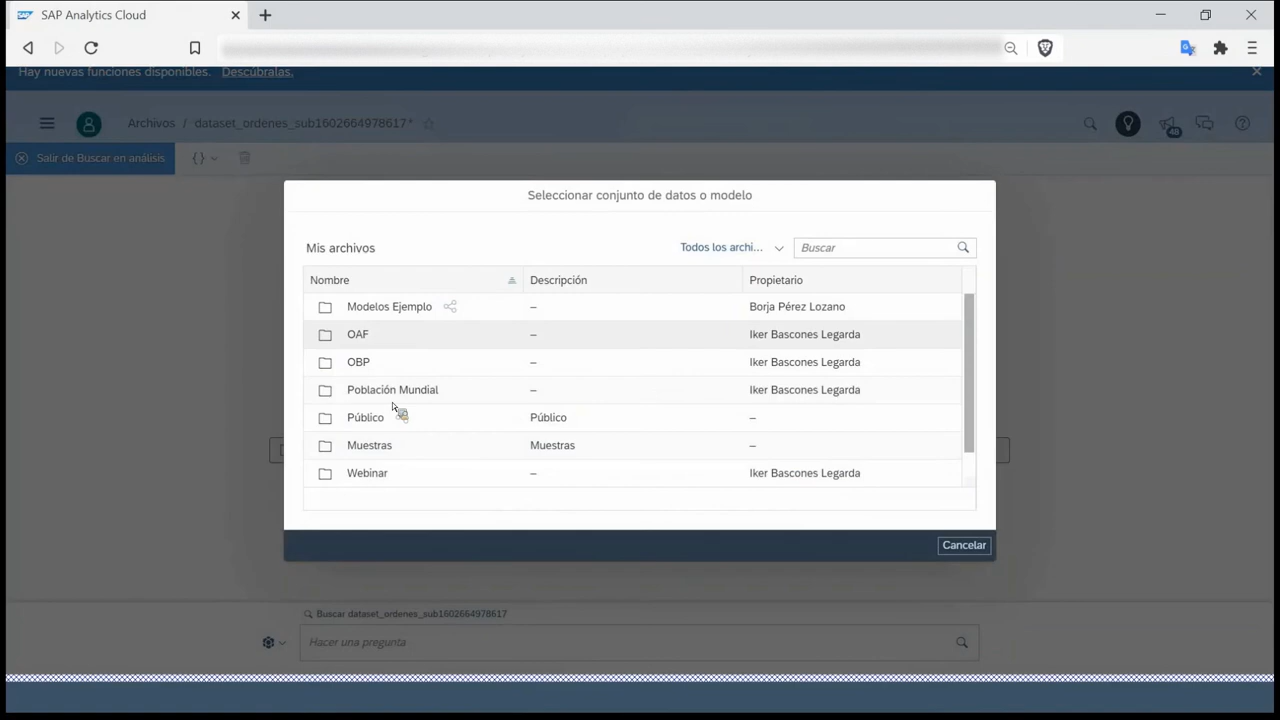 SAP Analytics Cloud
Hay nuevas funciones disponibles. Descúbralas.
Archivos / dataset_ordenes_sub1602664978617*
48
Salir de Buscar en análisis
Seleccionar conjunto de datos o modelo
Mis archivos
Todos los archi...
Buscar
Nombre Descripción Propietario
Modelos Ejemplo – Borja Pérez Lozano
OAF – Iker Bascones Legarda
OBP – Iker Bascones Legarda
Población Mundial – Iker Bascones Legarda
Público Público –
Muestras Muestras –
Webinar – Iker Bascones Legarda
Cancelar
Buscar dataset_ordenes_sub1602664978617
Hacer una pregunta